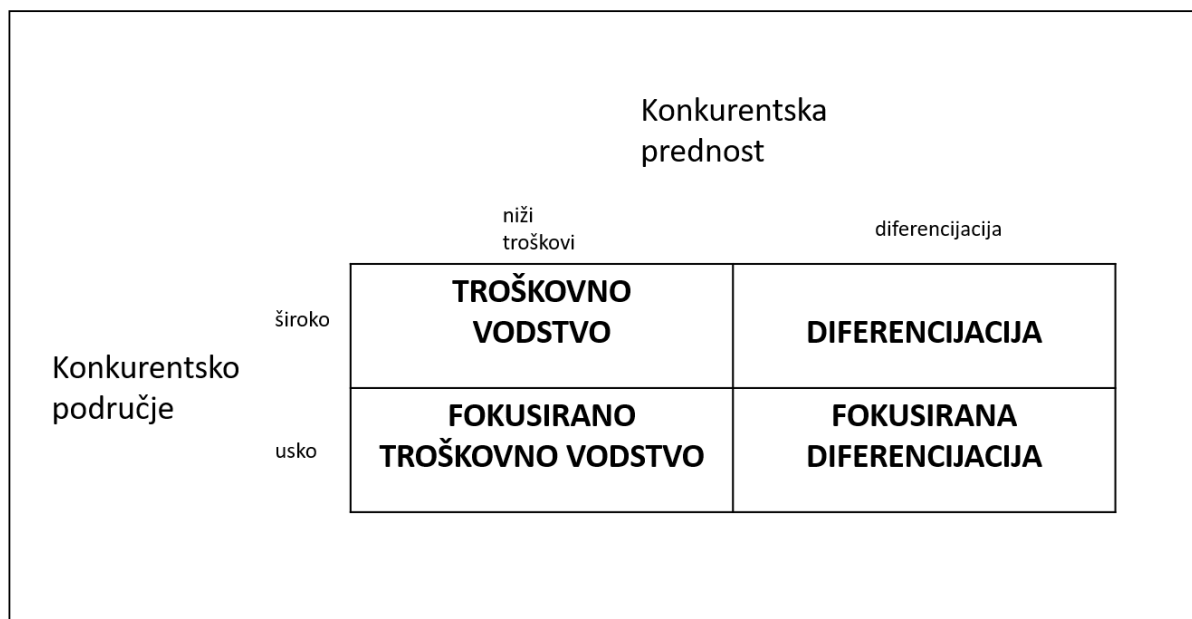 Konkurentska
prednost
niži
troškovi
diferencijacija
široko
TROŠKOVNO
VODSTVO
DIFERENCIJACIJA
Konkurentsko
područje
usko
FOKUSIRANO
TROŠKOVNO VODSTVO
FOKUSIRANA
DIFERENCIJACIJA